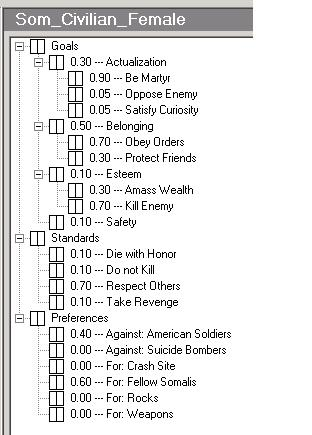 Som_Civilian_Female
Goals
0.30 --- Actualization
0.90 --- Be Martyr
0.05 --- Oppose Enemy
0.05 --- Satisfy Curiosity
0.50 --- Belonging
0.70 --- Obey Orders
0.30 --- Protect Friends
0.10 --- Esteem
0.30 --- Amass Wealth
0.70 --- Kill Enemy
0.10 --- Safety
Standards
0.10 --- Die with Honor
0.10 --- Do not Kill
0.70 --- Respect Others
0.10 --- Take Revenge
Preferences
0.40 --- Against: American Soldiers
0.00 --- Against: Suicide Bombers
0.00 --- For: Crash Site
0.60 --- For: Fellow Somalis
0.00 --- For: Rocks
0.00 --- For: Weapons